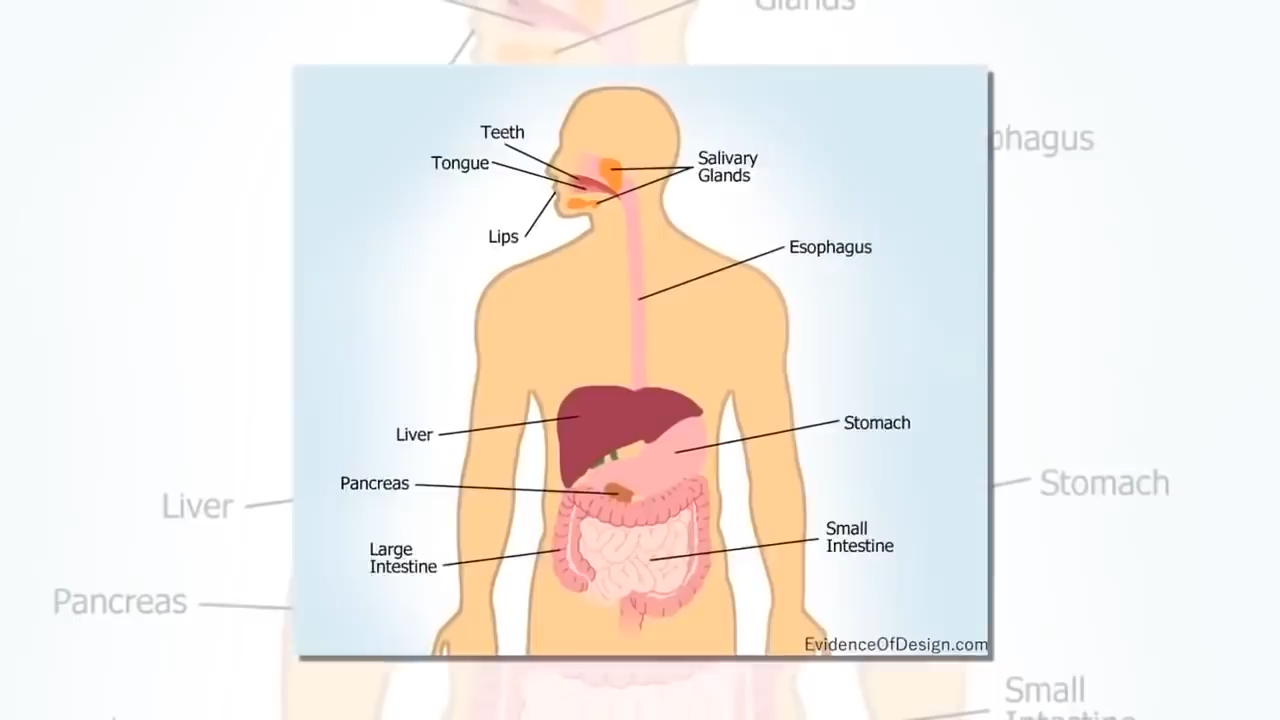 Glands
Teeth
Tongue
Salivary
Glands
Lips
phagus
Esophagus
Liver
Stomach
Pancreas
Large
Intestine
Small
Intestine
EvidenceOfDesign.com
Liver
Stomach
Pancreas
Small
Intestine